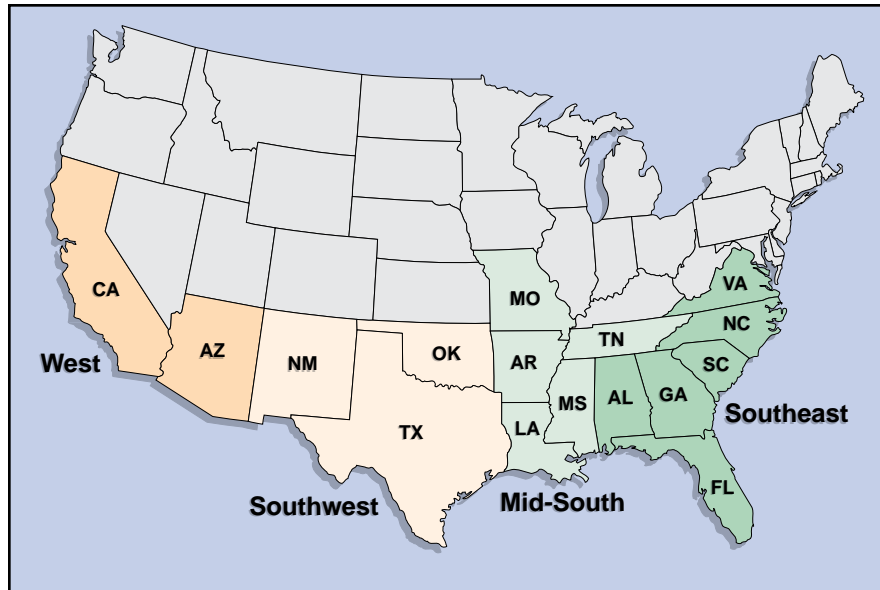 VA
CA
MO
NC
TN
AZ
OK
NM
AR
SC
West
MS
AL
GA
Southeast
LA
TX
FL
Southwest
Mid-South